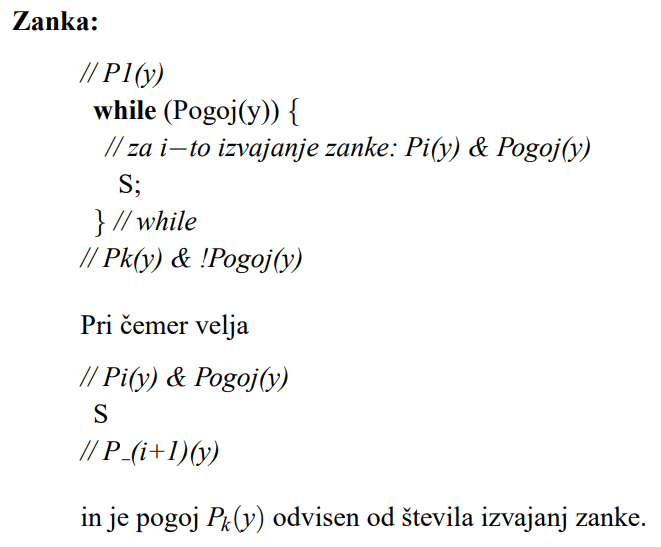 Zanka:
// P1(y)
while (Pogoj(y)) {
// za i−to izvajanje zanke: Pi(y) & Pogoj(y)
S;
} // while
// Pk(y) & !Pogoj(y)
Pri čemer velja
// Pi(y) & Pogoj(y)
S
// P_(i+1)(y)
in je pogoj Pk(y) odvisen od števila izvajanj zanke.